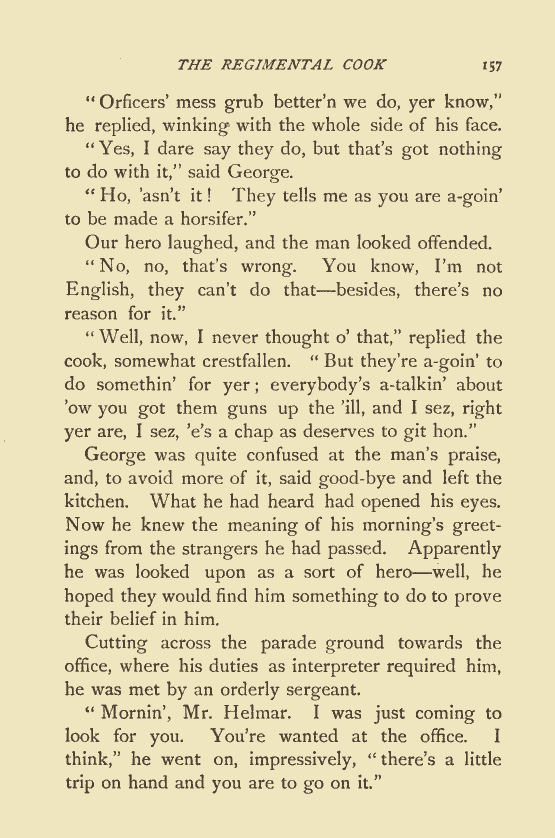 THE REGIMENTAL COOK 157
“Orficers’ mess grub better’n we do, yer know,”
he replied, winking with the whole side of his face.
“Yes, I dare say they do, but that’s got nothing
to do with it,” said George.
“Ho, ’asn’t it! They tells me as you are a-goin’
to be made a horsifer.”
Our hero laughed, and the man looked offended.
“No, no, that’s wrong. You know, I’m not
English, they can’t do that—besides, there’s no
reason for it.”
“Well, now, I never thought o’ that,” replied the
cook, somewhat crestfallen. “But they’re a-goin’ to
do somethin’ for yer; everybody’s a-talkin’ about
’ow you got them guns up the ’ill, and I sez, right
yer are, I sez, ’e’s a chap as deserves to git hon.”
George was quite confused at the man’s praise,
and, to avoid more of it, said good-bye and left the
kitchen. What he had heard had opened his eyes.
Now he knew the meaning of his morning’s greet-
ings from the strangers he had passed. Apparently
he was looked upon as a sort of hero—well, he
hoped they would find him something to do to prove
their belief in him.
Cutting across the parade ground towards the
office, where his duties as interpreter required him,
he was met by an orderly sergeant.
“Mornin’, Mr. Helmar. I was just coming to
look for you. You’re wanted at the office. I
think,” he went on, impressively, “there’s a little
trip on hand and you are to go on it.”